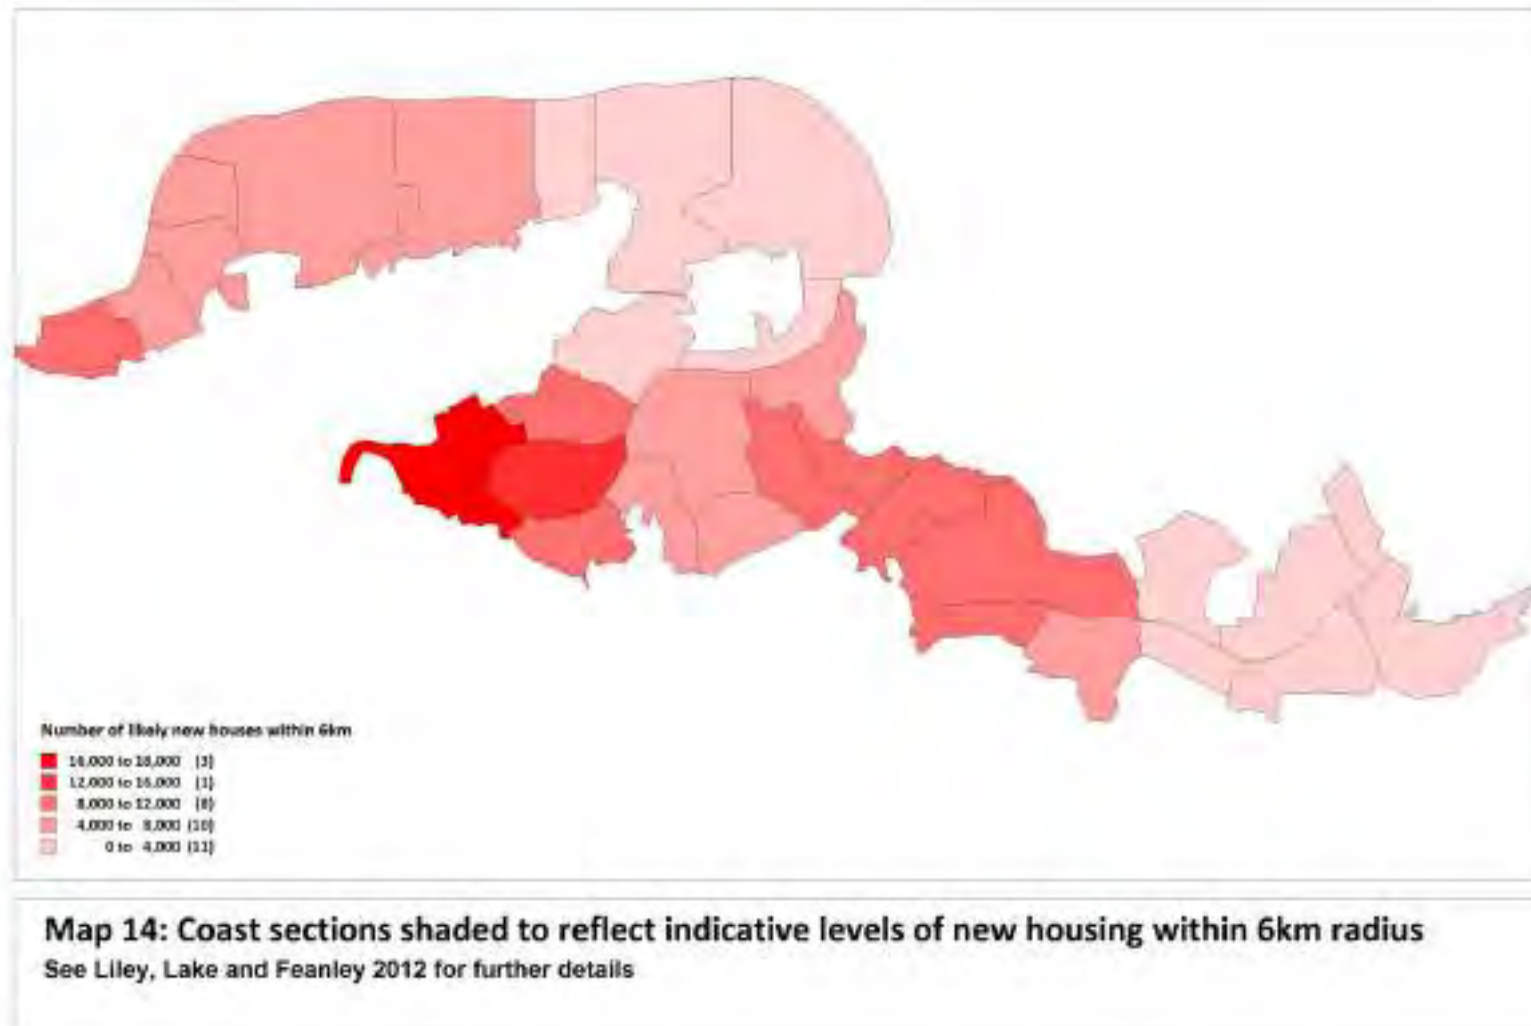 Number of likely new houses within 6km
16,000 to 18,000 (3)
12,000 to 16,000 (1)
8,000 to 12,000 (8)
4,000 to 8,000 (10)
0 to 4,000 (11)
Map 14: Coast sections shaded to reflect indicative levels of new housing within 6km radius
See Liley, Lake and Feanley 2012 for further details